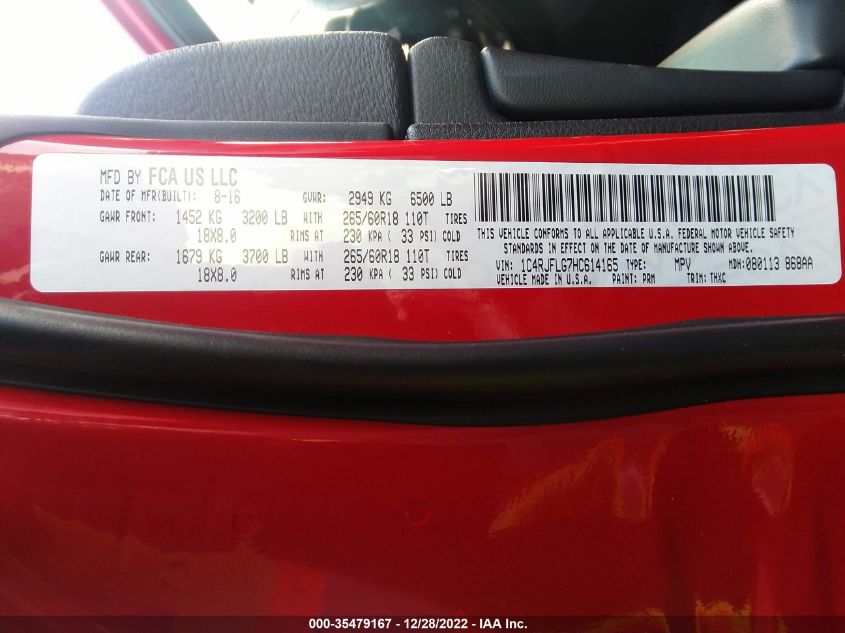 MFD BY FCA US LLC
DATE OF MFR(BUILT): 8-16 GVWR: 2949 KG 6500 LB
GAWR FRONT: 1452 KG 3200 LB WITH 265/60R18 110T TIRES
18X8.0 RIMS AT 230 KPA ( 33 PSI) COLD
GAWR REAR: 1679 KG 3700 LB WITH 265/60R18 110T TIRES
18X8.0 RIMS AT 230 KPA ( 33 PSI) COLD
THIS VEHICLE CONFORMS TO ALL APPLICABLE U.S.A. FEDERAL MOTOR VEHICLE SAFETY
STANDARDS IN EFFECT ON THE DATE OF MANUFACTURE SHOWN ABOVE.
VIN: 1C4RJFLG7HC614165 TYPE: MPV MDH: 080113 868AA
VEHICLE MADE IN U.S.A. PAINT: PRM TRIM: THXC
000-35479167 - 12/28/2022 - IAA Inc.